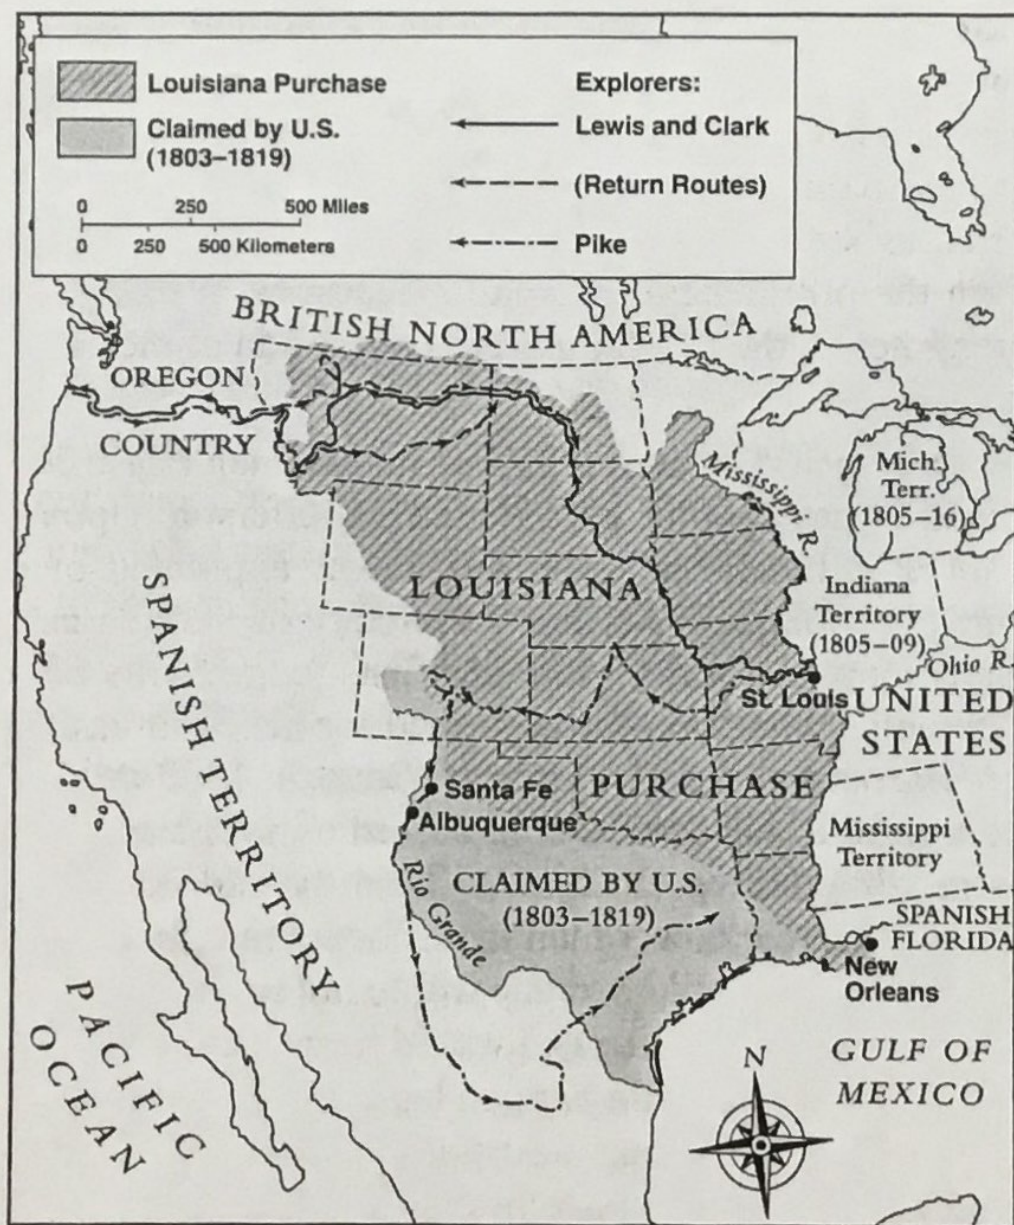 Louisiana Purchase
Claimed by U.S.
(1803–1819)
0 250 500 Miles
0 250 500 Kilometers
Explorers:
Lewis and Clark
(Return Routes)
Pike
BRITISH NORTH AMERICA
OREGON
COUNTRY
Mississippi R.
Mich.
Terr.
(1805–16)
LOUISIANA
Indiana
Territory
(1805–09)
Ohio R.
St. Louis
UNITED
STATES
SPANISH TERRITORY
Santa Fe
PURCHASE
Albuquerque
Mississippi
Territory
Rio Grande
CLAIMED BY U.S.
(1803–1819)
SPANISH
FLORIDA
New
Orleans
PACIFIC
OCEAN
N
GULF OF
MEXICO